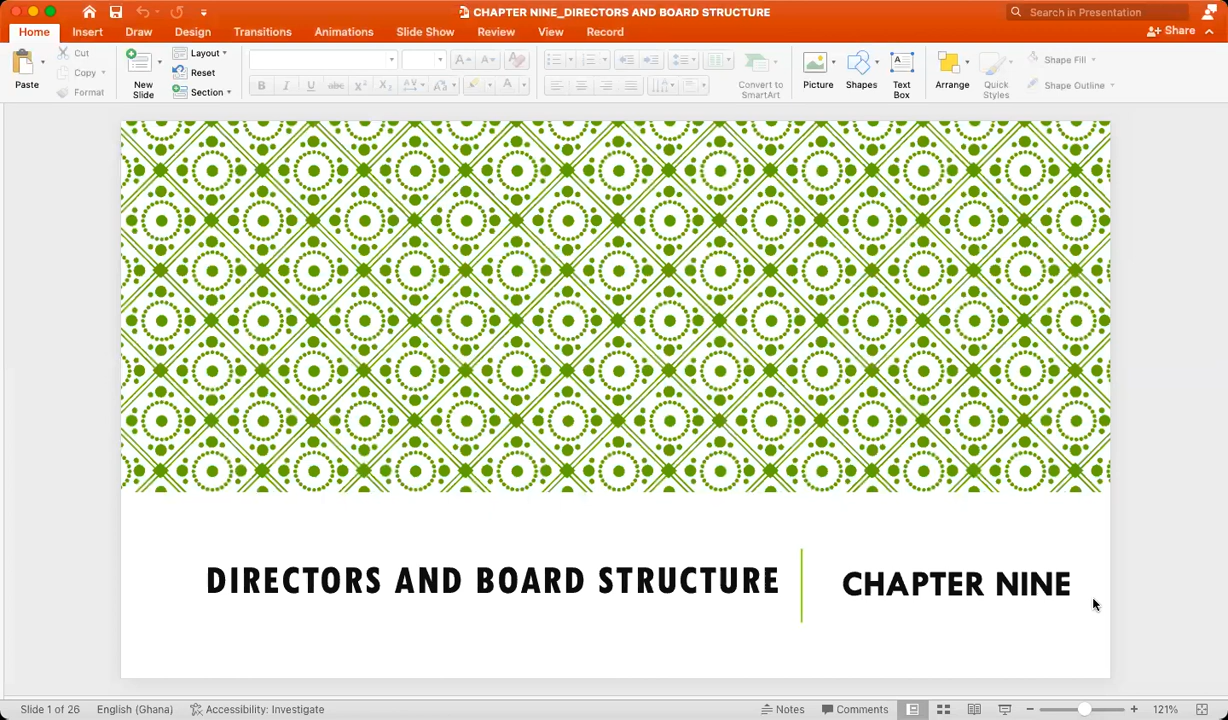 CHAPTER NINE_DIRECTORS AND BOARD STRUCTURE
Search in Presentation
Home Insert Draw Design Transitions Animations Slide Show Review View Record Share
Paste
Cut
Copy
Format
New Slide
Layout
Reset
Section
B I U abc X² X₂ A A
Convert to SmartArt
Picture
Shapes
Text Box
Arrange
Quick Styles
Shape Fill
Shape Outline
DIRECTORS AND BOARD STRUCTURE
CHAPTER NINE
Slide 1 of 26 English (Ghana) Accessibility: Investigate Notes Comments 121%